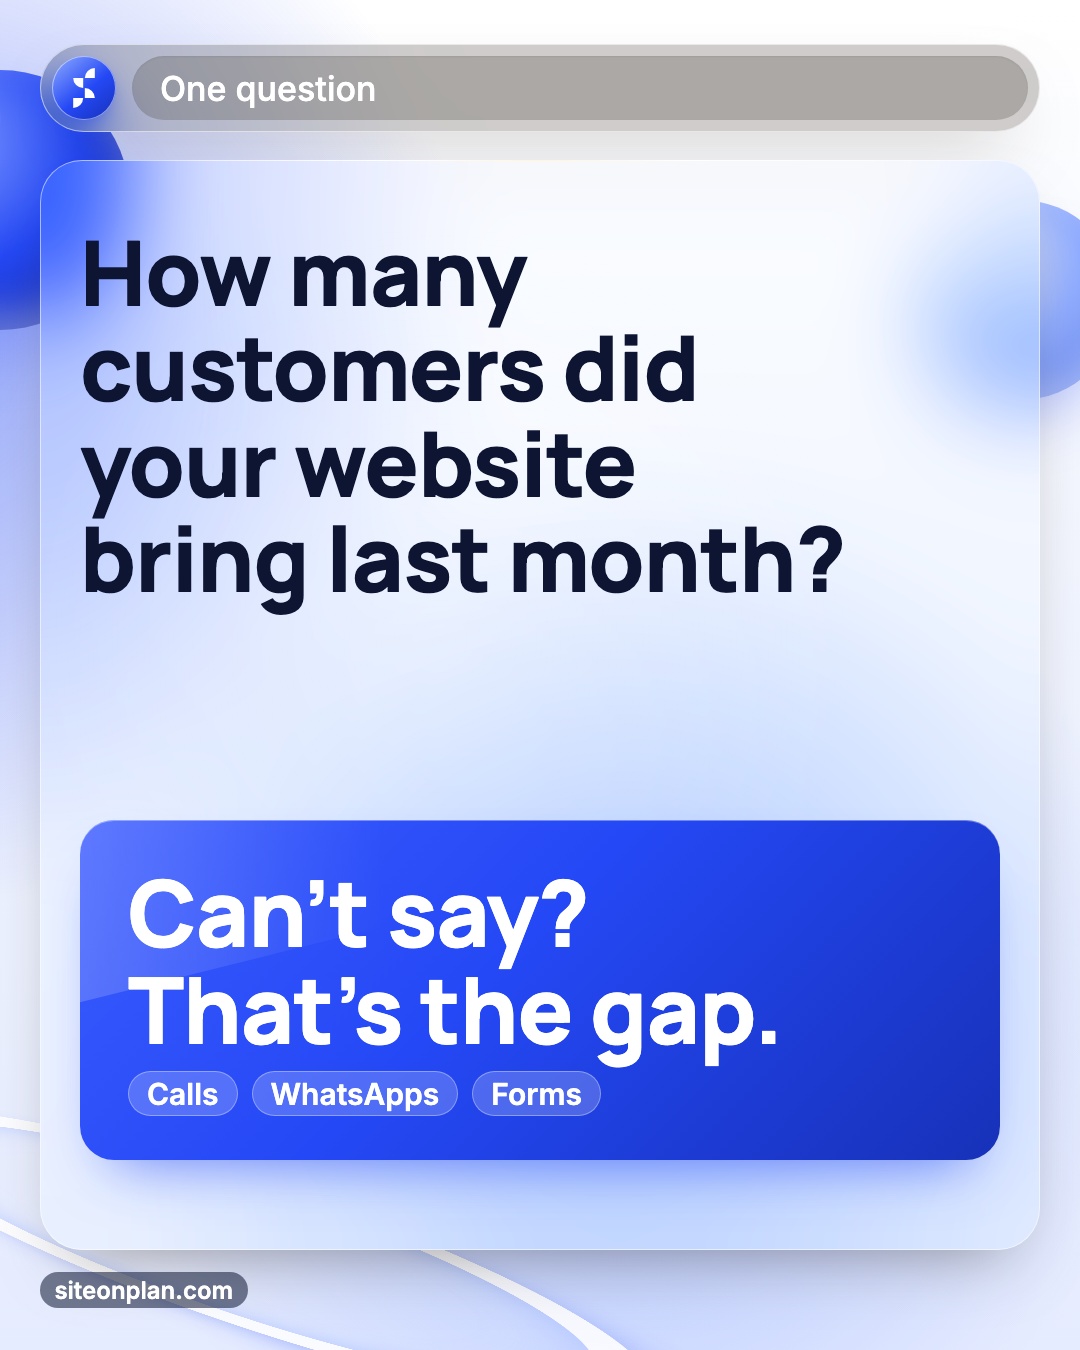 One question
How many
customers did
your website
bring last month?
Can’t say?
That’s the gap.
Calls
WhatsApps
Forms
siteonplan.com